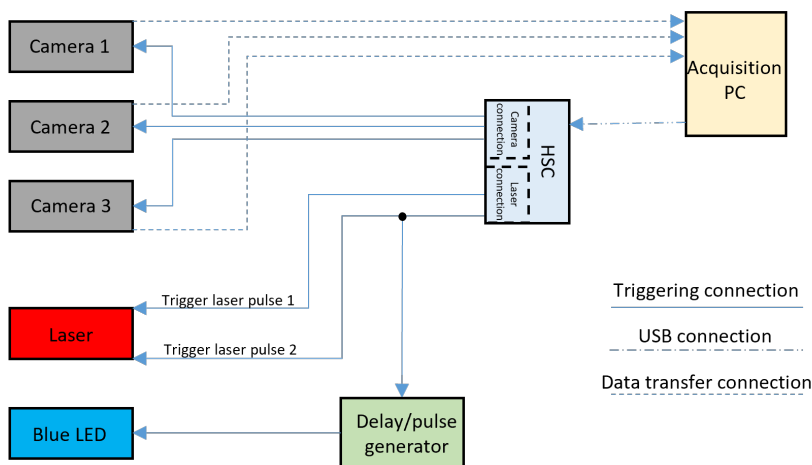 Camera 1
Camera 2
Camera 3
Acquisition
PC
Camera
connection
HSC
Laser
connection
Trigger laser pulse 1
Laser
Trigger laser pulse 2
Blue LED
Delay/pulse
generator
Triggering connection
USB connection
Data transfer connection